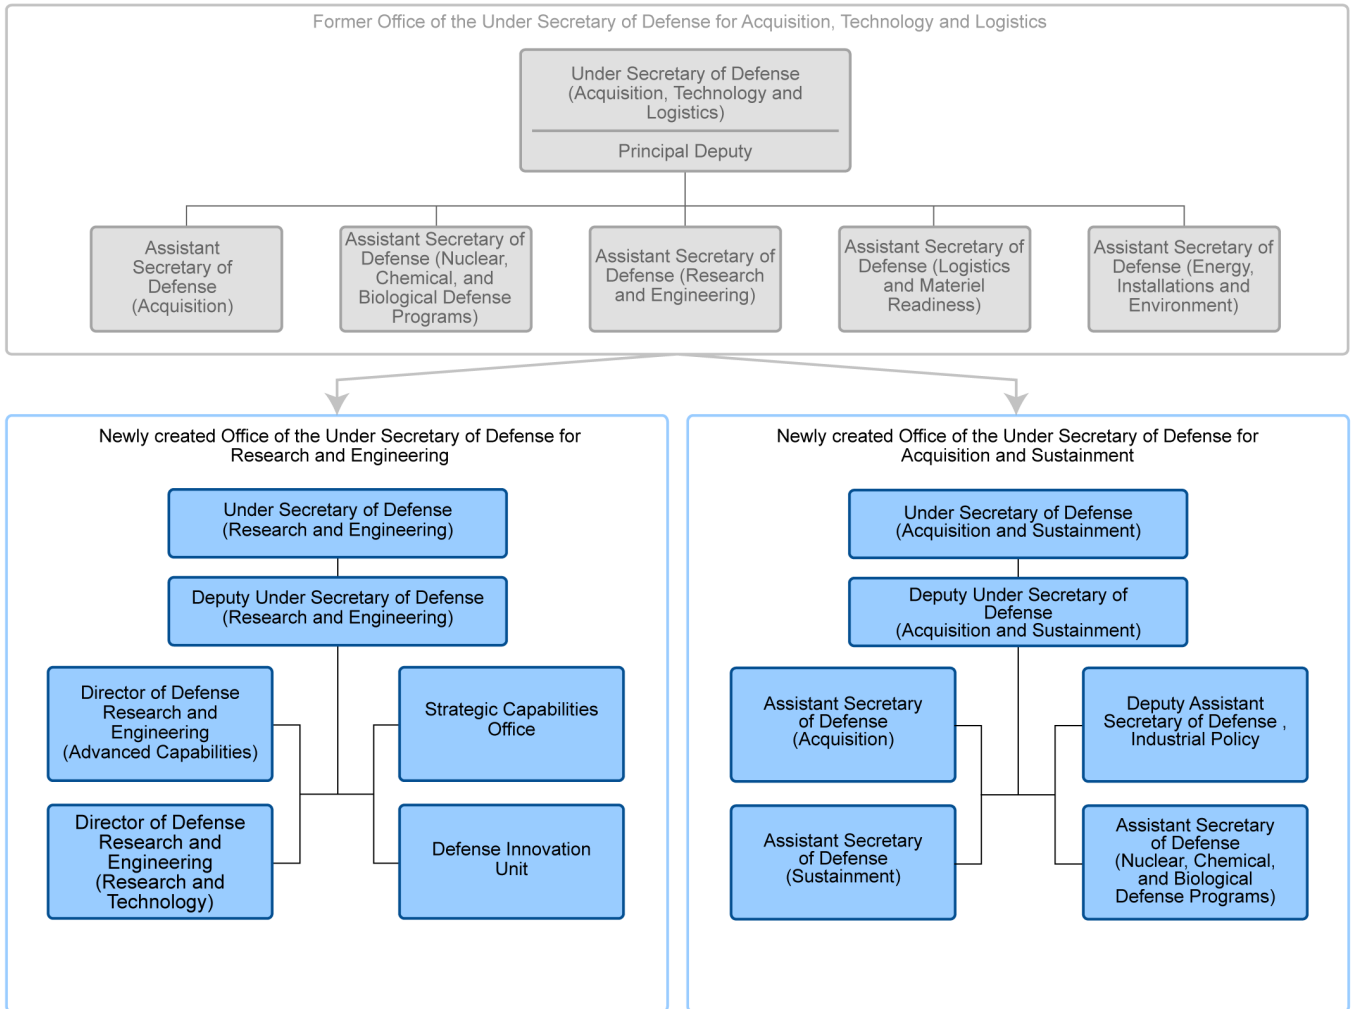 Former Office of the Under Secretary of Defense for Acquisition, Technology and Logistics
Under Secretary of Defense
(Acquisition, Technology and
Logistics)
Principal Deputy
Assistant
Secretary of
Defense
(Acquisition)
Assistant Secretary of
Defense (Nuclear,
Chemical, and
Biological Defense
Programs)
Assistant Secretary of
Defense (Research
and Engineering)
Assistant Secretary of
Defense (Logistics
and Materiel
Readiness)
Assistant Secretary of
Defense (Energy,
Installations and
Environment)
Newly created Office of the Under Secretary of Defense for
Research and Engineering
Under Secretary of Defense
(Research and Engineering)
Deputy Under Secretary of Defense
(Research and Engineering)
Director of Defense
Research and
Engineering
(Advanced Capabilities)
Strategic Capabilities
Office
Director of Defense
Research and
Engineering
(Research and
Technology)
Defense Innovation
Unit
Newly created Office of the Under Secretary of Defense for
Acquisition and Sustainment
Under Secretary of Defense
(Acquisition and Sustainment)
Deputy Under Secretary of
Defense
(Acquisition and Sustainment)
Assistant Secretary
of Defense
(Acquisition)
Deputy Assistant
Secretary of Defense ,
Industrial Policy
Assistant Secretary
of Defense
(Sustainment)
Assistant Secretary
of Defense
(Nuclear, Chemical,
and Biological
Defense Programs)